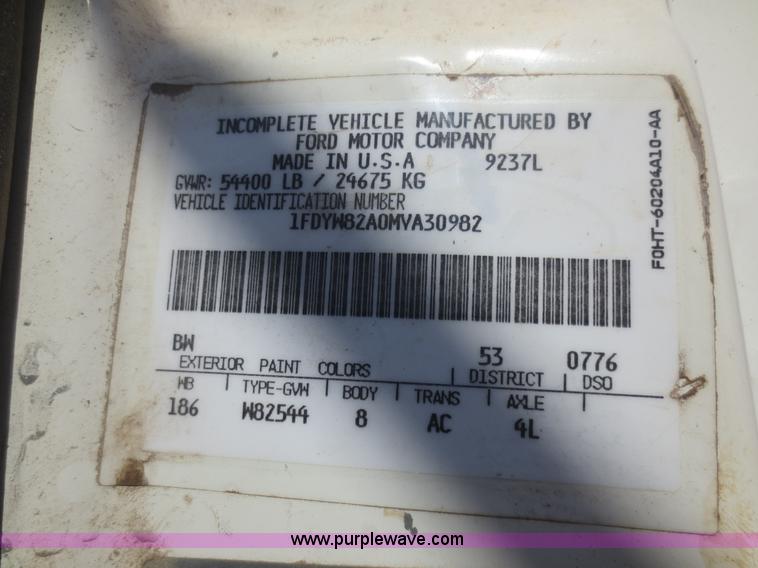 INCOMPLETE VEHICLE MANUFACTURED BY
FORD MOTOR COMPANY
MADE IN U.S.A 9237L
GVWR: 54400 LB / 24675 KG
VEHICLE IDENTIFICATION NUMBER
1FDYW82A0MVA30982
F0HT-60204A10-AA
BW 53 0776
EXTERIOR PAINT COLORS DISTRICT DSO
WB TYPE-GVW BODY TRANS AXLE
186 W82544 8 AC 4L
www.purplewave.com